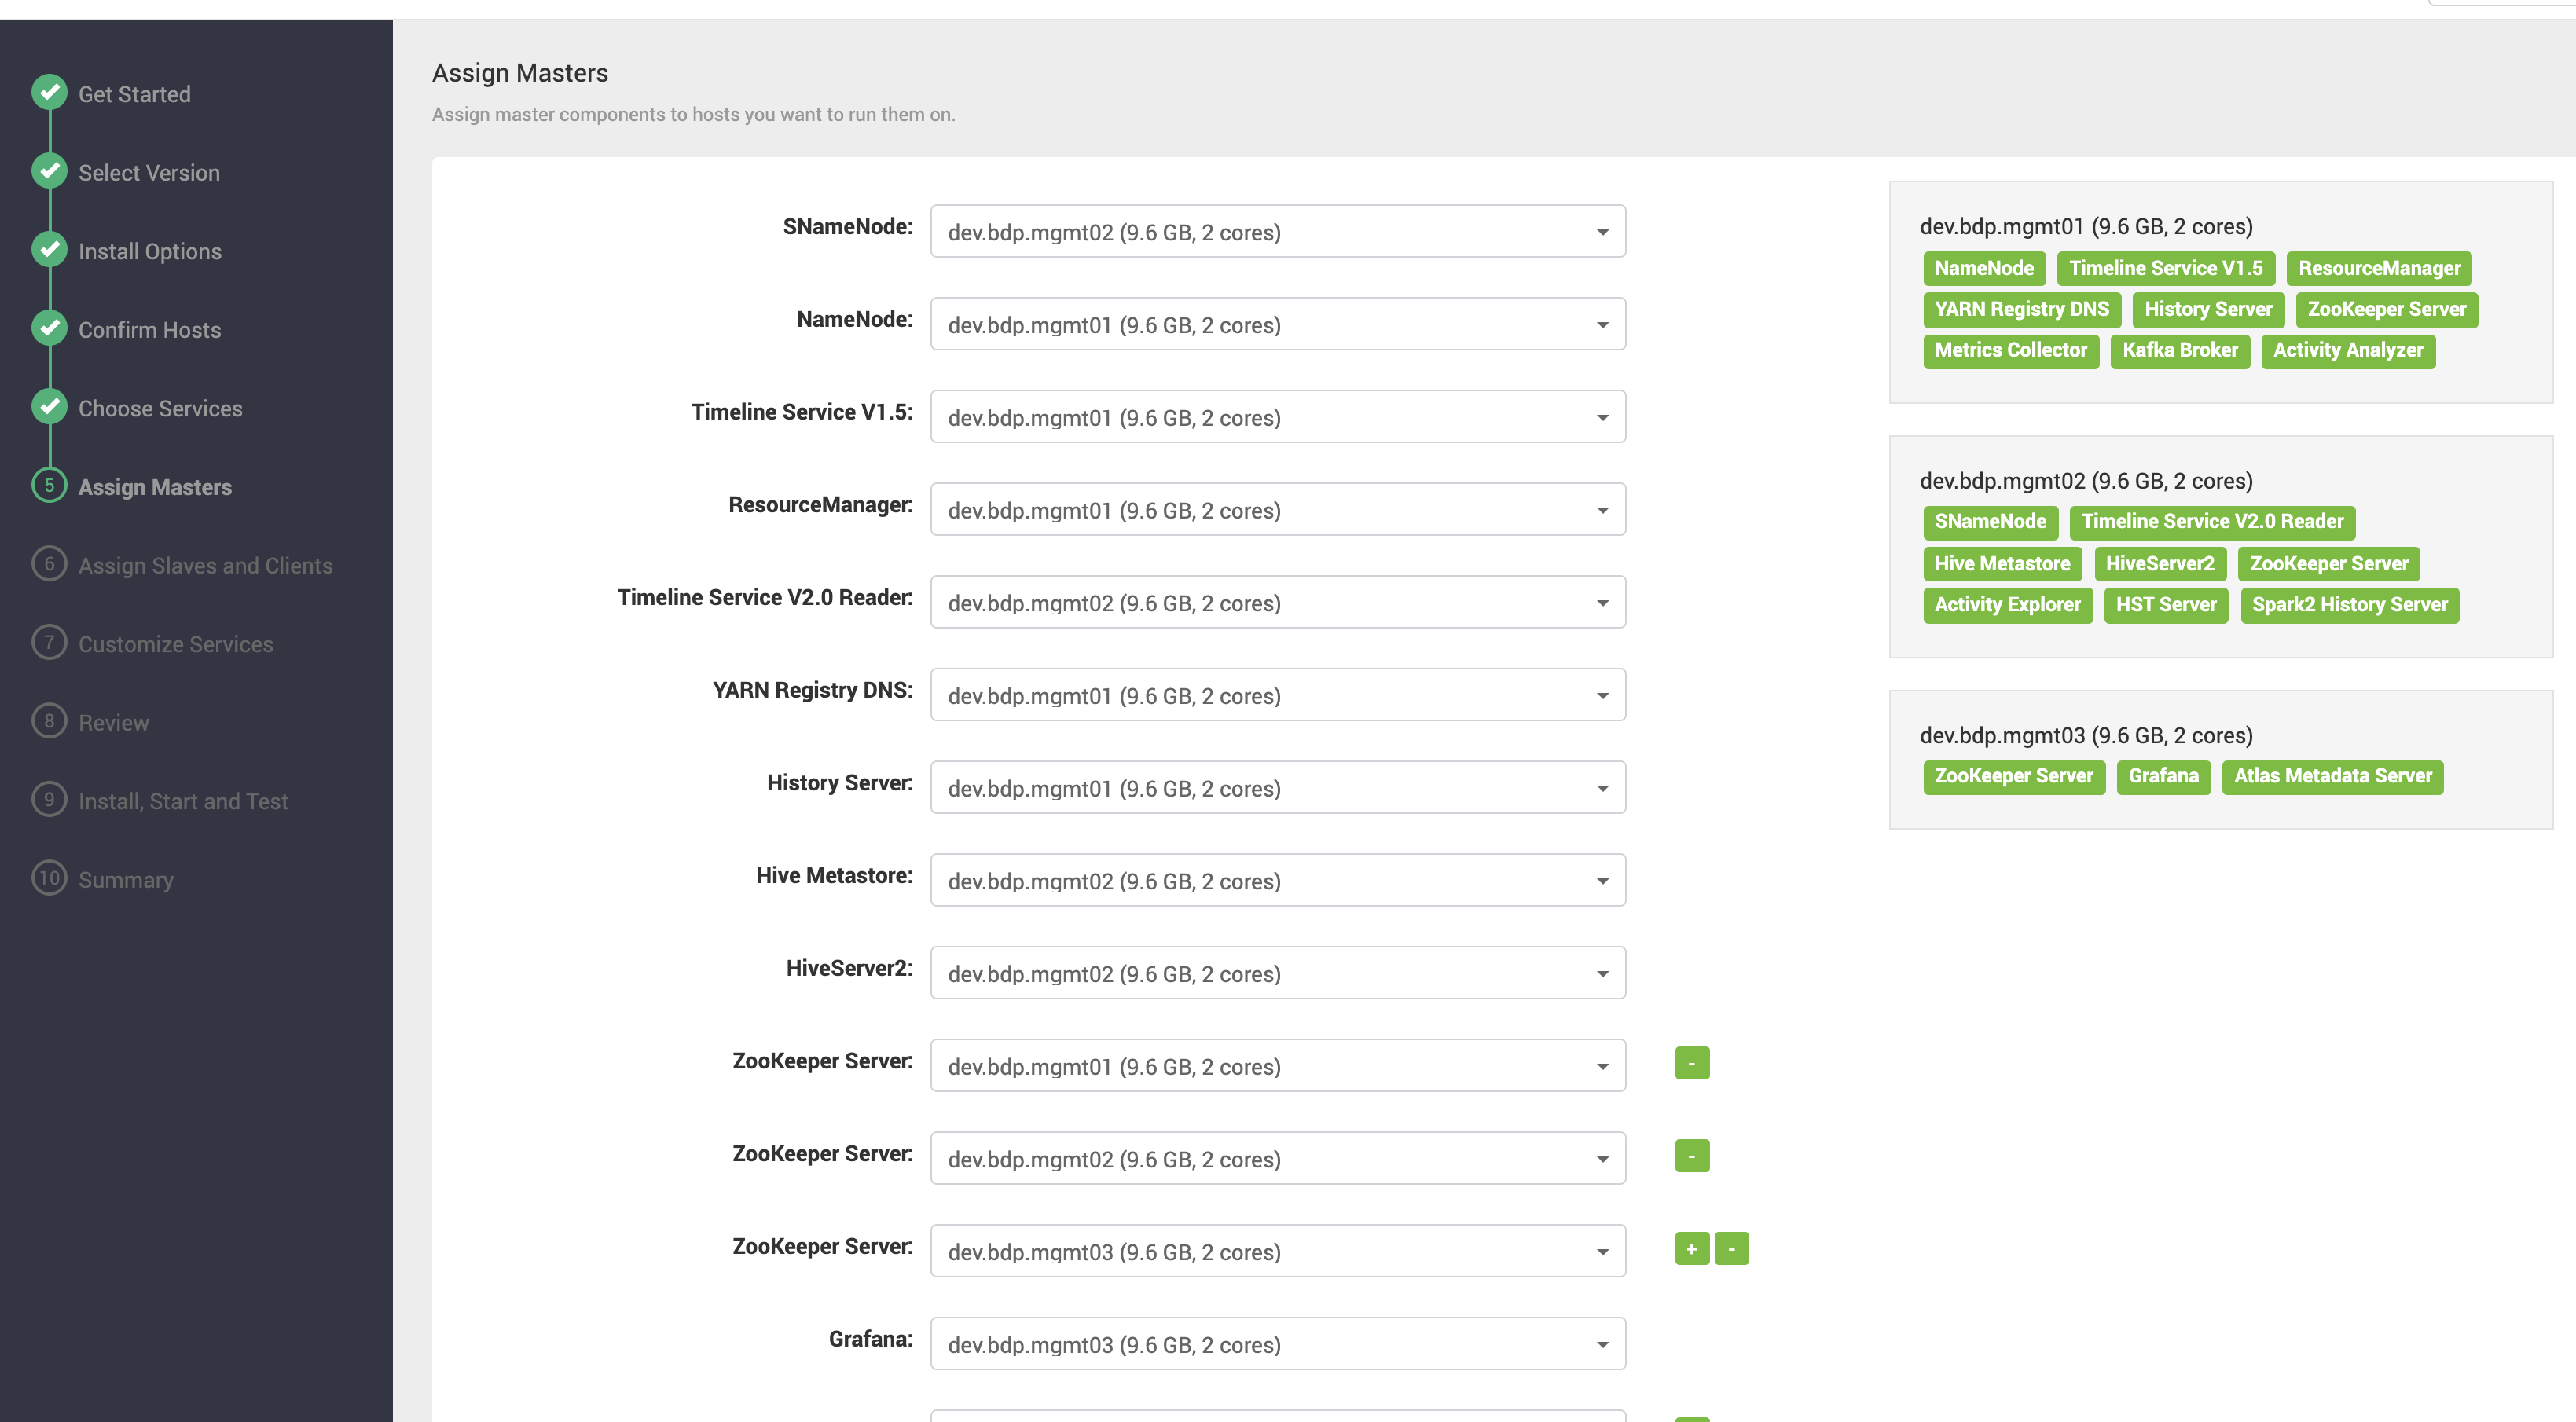 Get Started
Select Version
Install Options
Confirm Hosts
Choose Services
5 Assign Masters
6 Assign Slaves and Clients
7 Customize Services
8 Review
9 Install, Start and Test
10 Summary
Assign Masters
Assign master components to hosts you want to run them on.
SNameNode: dev.bdp.mgmt02 (9.6 GB, 2 cores)
NameNode: dev.bdp.mgmt01 (9.6 GB, 2 cores)
Timeline Service V1.5: dev.bdp.mgmt01 (9.6 GB, 2 cores)
ResourceManager: dev.bdp.mgmt01 (9.6 GB, 2 cores)
Timeline Service V2.0 Reader: dev.bdp.mgmt02 (9.6 GB, 2 cores)
YARN Registry DNS: dev.bdp.mgmt01 (9.6 GB, 2 cores)
History Server: dev.bdp.mgmt01 (9.6 GB, 2 cores)
Hive Metastore: dev.bdp.mgmt02 (9.6 GB, 2 cores)
HiveServer2: dev.bdp.mgmt02 (9.6 GB, 2 cores)
ZooKeeper Server: dev.bdp.mgmt01 (9.6 GB, 2 cores) -
ZooKeeper Server: dev.bdp.mgmt02 (9.6 GB, 2 cores) -
ZooKeeper Server: dev.bdp.mgmt03 (9.6 GB, 2 cores) + -
Grafana: dev.bdp.mgmt03 (9.6 GB, 2 cores)
dev.bdp.mgmt01 (9.6 GB, 2 cores)
NameNode Timeline Service V1.5 ResourceManager
YARN Registry DNS History Server ZooKeeper Server
Metrics Collector Kafka Broker Activity Analyzer
dev.bdp.mgmt02 (9.6 GB, 2 cores)
SNameNode Timeline Service V2.0 Reader
Hive Metastore HiveServer2 ZooKeeper Server
Activity Explorer HST Server Spark2 History Server
dev.bdp.mgmt03 (9.6 GB, 2 cores)
ZooKeeper Server Grafana Atlas Metadata Server